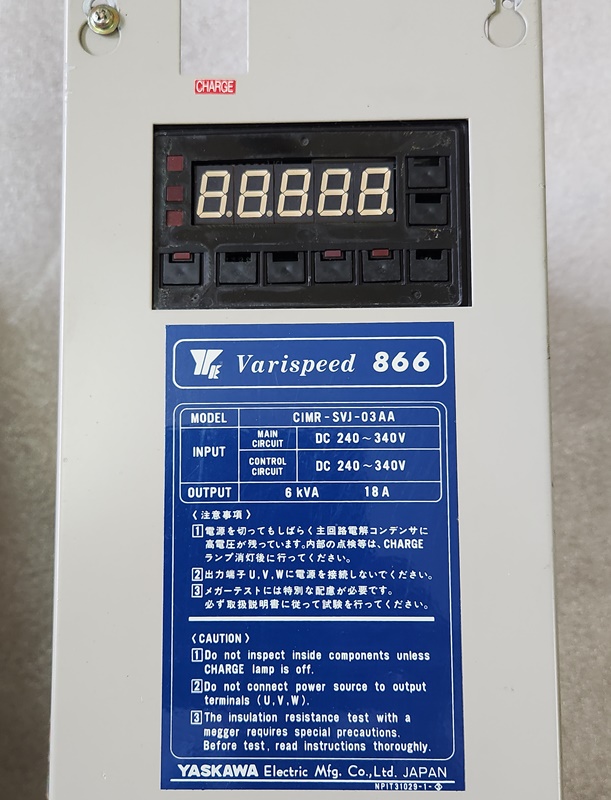 CHARGE
88888
Varispeed 866
MODEL CIMR-SVJ-03AA
INPUT MAIN CIRCUIT DC 240~340V
CONTROL CIRCUIT DC 240~340V
OUTPUT 6 kVA 18 A
〈注意事項〉
1 電源を切ってもしばらく主回路電解コンデンサに
高電圧が残っています。内部の点検等は、CHARGE
ランプ消灯後に行ってください。
2 出力端子U,V,Wに電源を接続しないでください。
3 メガーテストには特別な配慮が必要です。
必ず取扱説明書に従って試験を行ってください。
〈CAUTION〉
1 Do not inspect inside components unless
CHARGE lamp is off.
2 Do not connect power source to output
terminals (U,V,W).
3 The insulation resistance test with a
megger requires special precautions.
Before test, read instructions thoroughly.
YASKAWA Electric Mfg. Co.,Ltd. JAPAN
NPIT31029-1-③